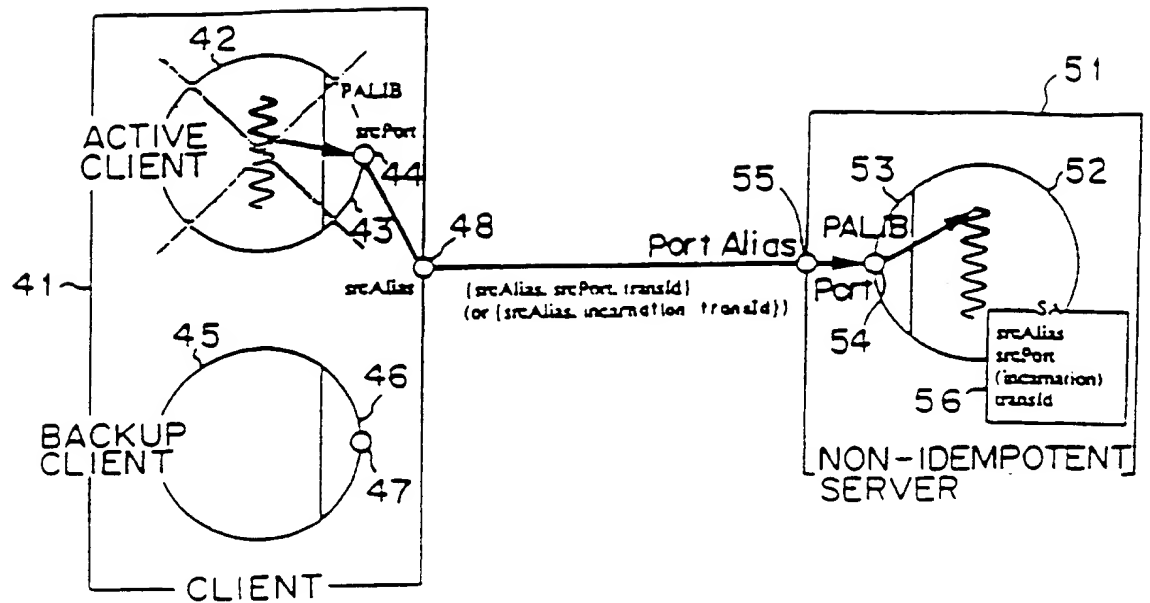 42
PALIB
srcPort
ACTIVE
CLIENT
44
43
48
srcAlias
41
45
46
BACKUP
CLIENT
47
CLIENT
Port Alias
(srcAlias, srcPort, transId)
(or (srcAlias, incarnation transId))
51
52
53
55
PALIB
Port
54
srcAlias
srcPort
(incarnation)
transId
56
NON-IDEMPOTENT
SERVER